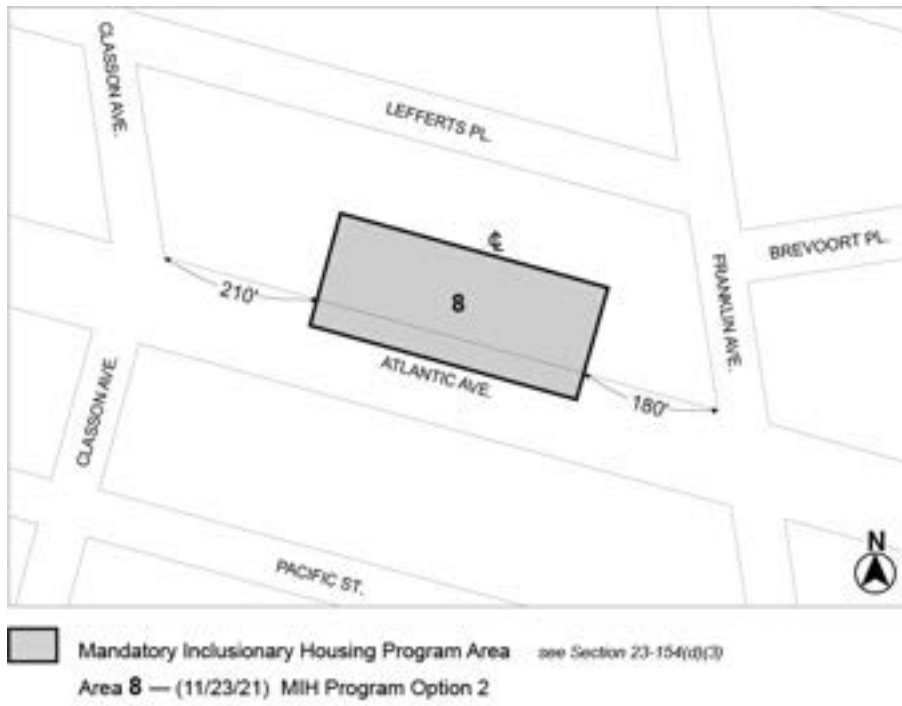 CLASSON AVE.
LEFFERTS PL.
BREVOORT PL.
FRANKLIN AVE.
210'
8
ATLANTIC AVE.
180'
CLASSON AVE.
PACIFIC ST.
N
Mandatory Inclusionary Housing Program Area see Section 23-154(d)(3)
Area 8 — (11/23/21) MIH Program Option 2